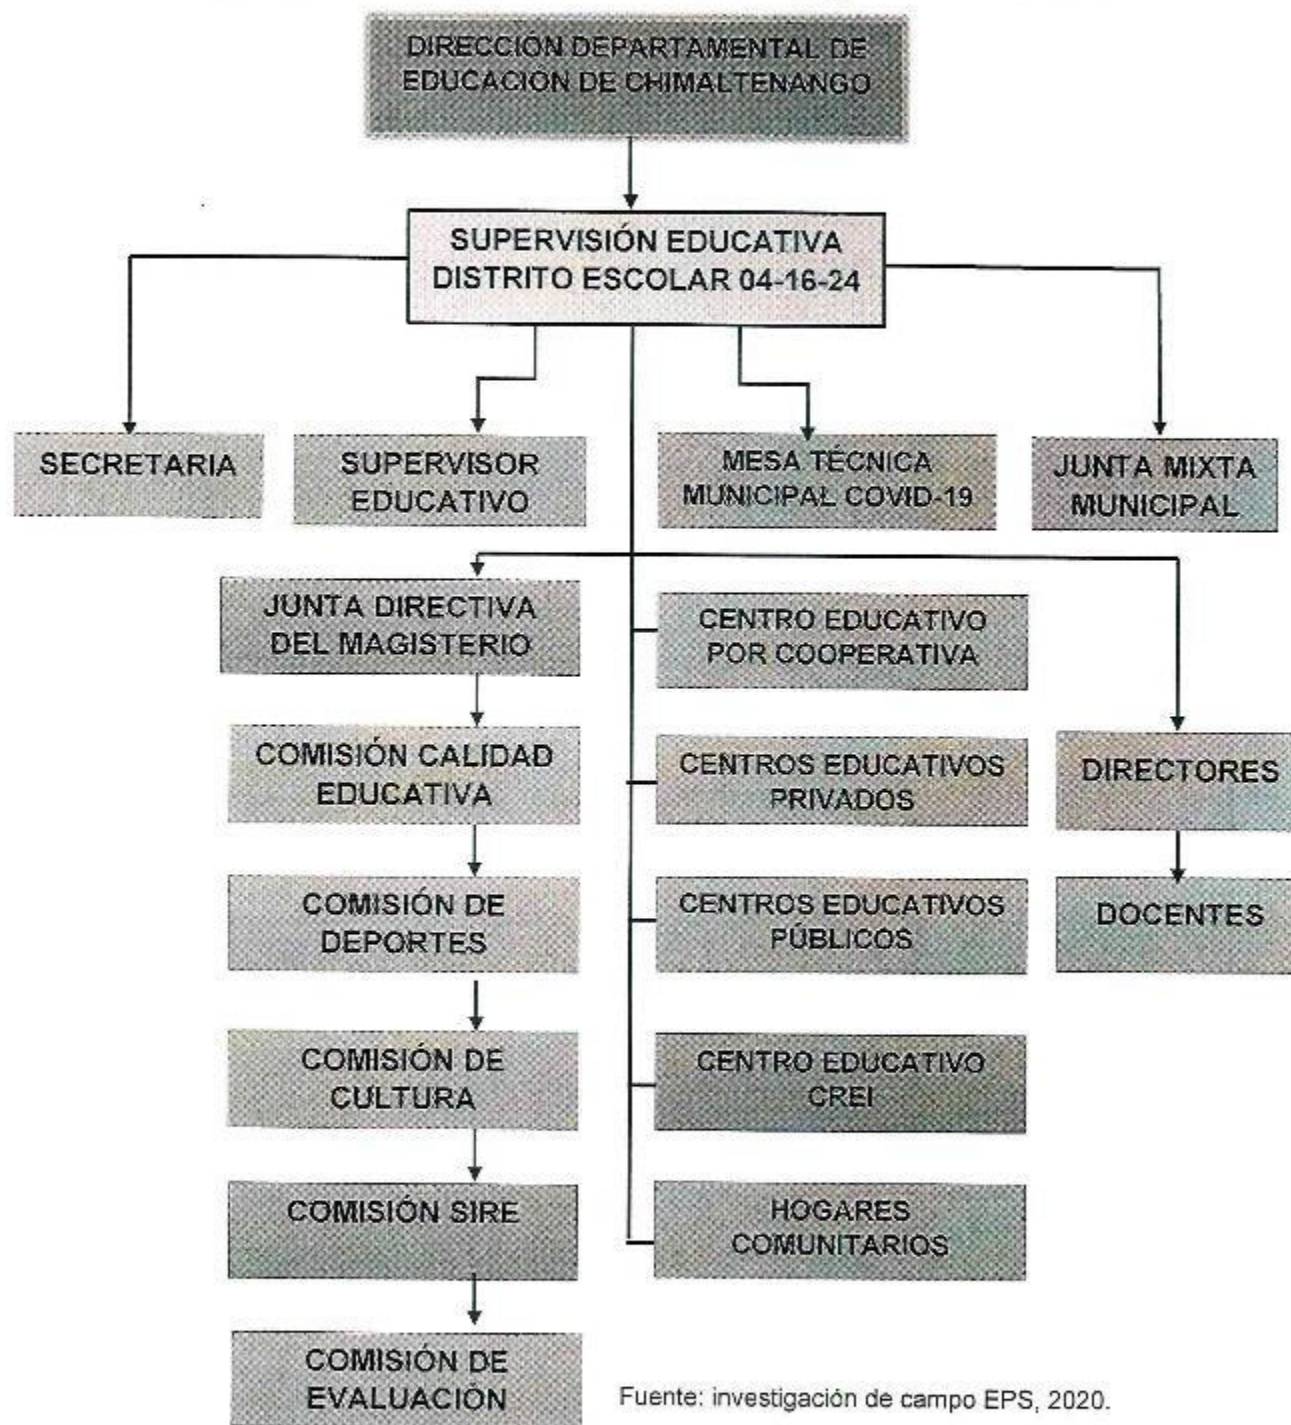 DIRECCIÓN DEPARTAMENTAL DE
EDUCACIÓN DE CHIMALTENANGO
SUPERVISIÓN EDUCATIVA
DISTRITO ESCOLAR 04-16-24
SECRETARIA
SUPERVISOR
EDUCATIVO
MESA TÉCNICA
MUNICIPAL COVID-19
JUNTA MIXTA
MUNICIPAL
JUNTA DIRECTIVA
DEL MAGISTERIO
CENTRO EDUCATIVO
POR COOPERATIVA
COMISIÓN CALIDAD
EDUCATIVA
CENTROS EDUCATIVOS
PRIVADOS
DIRECTORES
COMISIÓN DE
DEPORTES
CENTROS EDUCATIVOS
PÚBLICOS
DOCENTES
COMISIÓN DE
CULTURA
CENTRO EDUCATIVO
CREI
COMISIÓN SIRE
HOGARES
COMUNITARIOS
COMISIÓN DE
EVALUACIÓN
Fuente: investigación de campo EPS, 2020.